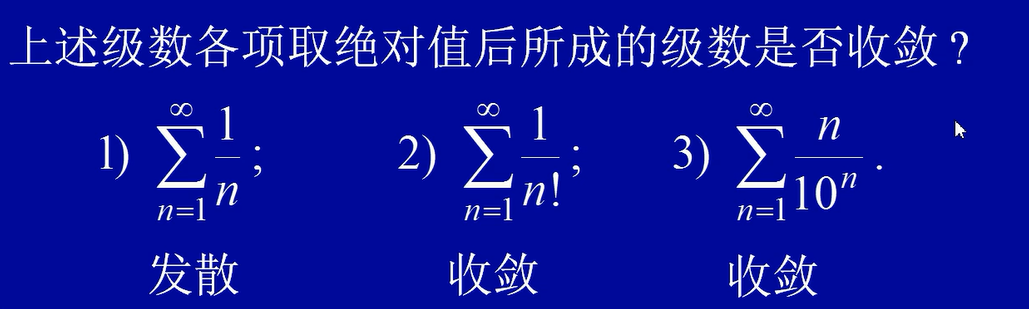 上述级数各项取绝对值后所成的级数是否收敛？
1) $\sum_{n=1}^{\infty}\frac{1}{n}$ ; 2) $\sum_{n=1}^{\infty}\frac{1}{n!}$ ; 3) $\sum_{n=1}^{\infty}\frac{n}{10^n}$ .
发散 收敛 收敛